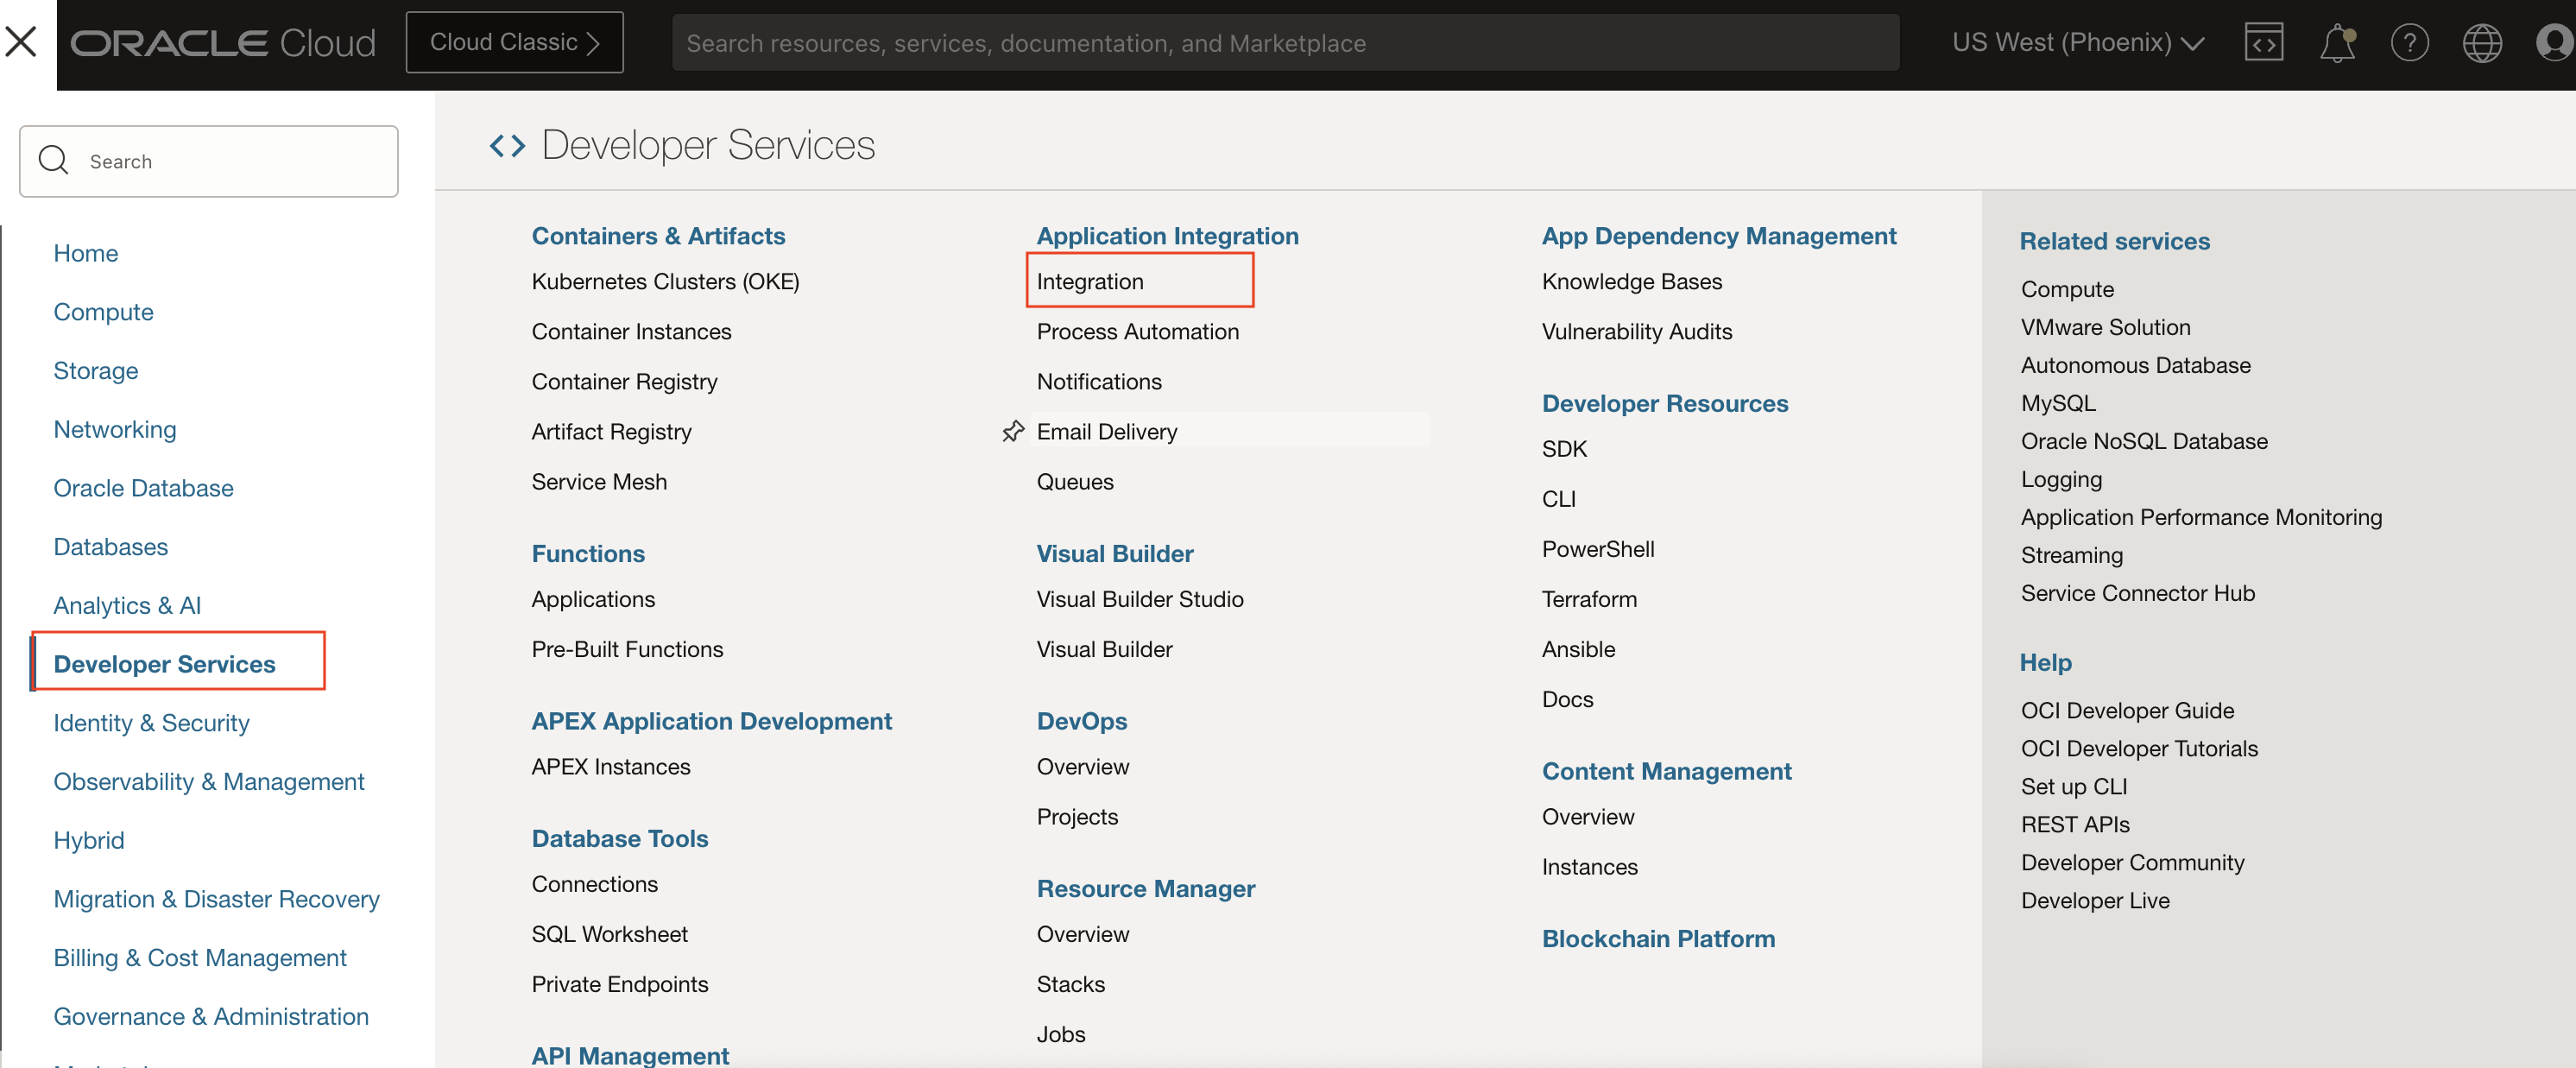 ORACLE Cloud
Cloud Classic
Search resources, services, documentation, and Marketplace
US West (Phoenix)
Search
Home
Compute
Storage
Networking
Oracle Database
Databases
Analytics & AI
Developer Services
Identity & Security
Observability & Management
Hybrid
Migration & Disaster Recovery
Billing & Cost Management
Governance & Administration
Developer Services
Containers & Artifacts
Kubernetes Clusters (OKE)
Container Instances
Container Registry
Artifact Registry
Service Mesh
Functions
Applications
Pre-Built Functions
APEX Application Development
APEX Instances
Database Tools
Connections
SQL Worksheet
Private Endpoints
API Management
Application Integration
Integration
Process Automation
Notifications
Email Delivery
Queues
Visual Builder
Visual Builder Studio
Visual Builder
DevOps
Overview
Projects
Resource Manager
Overview
Stacks
Jobs
App Dependency Management
Knowledge Bases
Vulnerability Audits
Developer Resources
SDK
CLI
PowerShell
Terraform
Ansible
Docs
Content Management
Overview
Instances
Blockchain Platform
Related services
Compute
VMware Solution
Autonomous Database
MySQL
Oracle NoSQL Database
Logging
Application Performance Monitoring
Streaming
Service Connector Hub
Help
OCI Developer Guide
OCI Developer Tutorials
Set up CLI
REST APIs
Developer Community
Developer Live